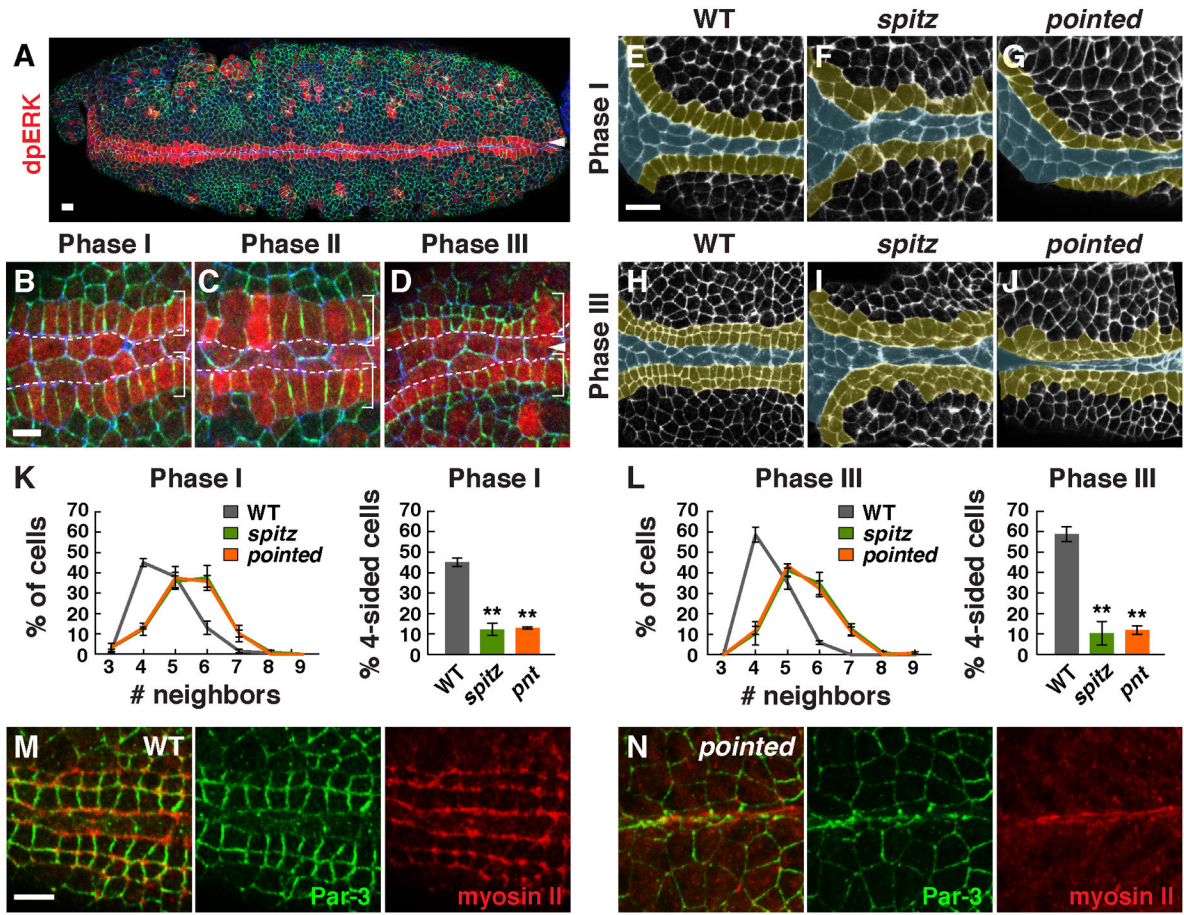 WT spitz pointed
A
dpERK
E F G
Phase I
Phase I Phase II Phase III
WT spitz pointed
B C D
H I J
Phase III
K Phase I Phase I
% of cells
70
60
50
40
30
20
10
0
3 4 5 6 7 8 9
# neighbors
WT
spitz
pointed
% 4-sided cells
70
60
50
40
30
20
10
0
** **
WT spitz pnt
L Phase III Phase III
% of cells
70
60
50
40
30
20
10
0
3 4 5 6 7 8 9
# neighbors
WT
spitz
pointed
% 4-sided cells
70
60
50
40
30
20
10
0
** **
WT spitz pnt
M WT
Par-3 myosin II
N pointed
Par-3 myosin II